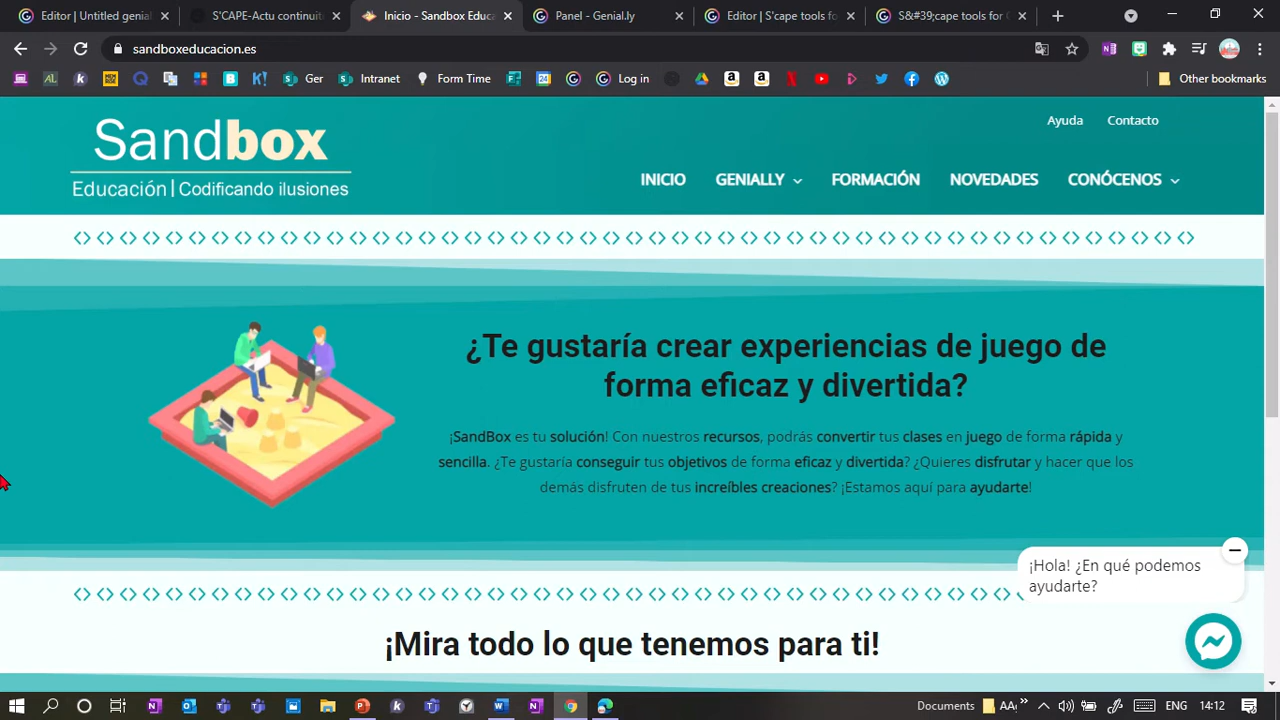 Editor | Untitled genial
S'CAPE-Actu continuit
Inicio - Sandbox Educa
Panel - Genial.ly
Editor | S'cape tools fo
S&#39;cape tools for G
sandboxeducacion.es
Ger
Intranet
Form Time
Log in
Other bookmarks
Ayuda
Contacto
Sandbox
Educación | Codificando ilusiones
INICIO
GENIALLY
FORMACIÓN
NOVEDADES
CONÓCENOS
¿Te gustaría crear experiencias de juego de
forma eficaz y divertida?
¡SandBox es tu solución! Con nuestros recursos, podrás convertir tus clases en juego de forma rápida y
sencilla. ¿Te gustaría conseguir tus objetivos de forma eficaz y divertida? ¿Quieres disfrutar y hacer que los
demás disfruten de tus increíbles creaciones? ¡Estamos aquí para ayudarte!
¡Hola! ¿En qué podemos
ayudarte?
¡Mira todo lo que tenemos para ti!
Documents
ENG
14:12